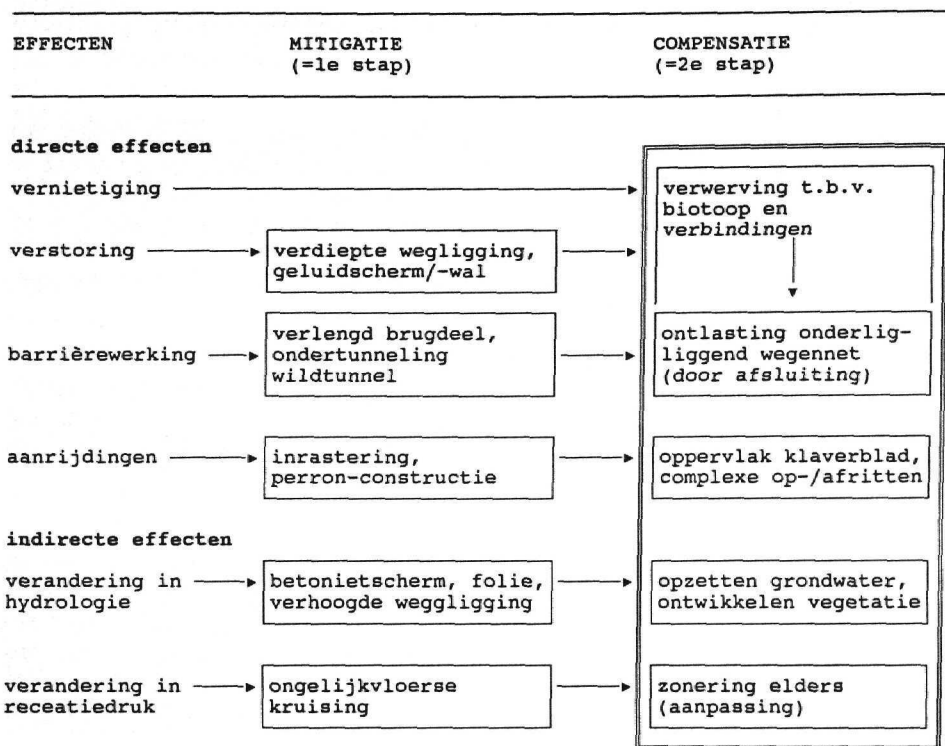 EFFECTEN MITIGATIE COMPENSATIE
(=1e stap) (=2e stap)
directe effecten
vernietiging
verwerving t.b.v.
biotoop en
verbindingen
verstoring
verdiepte wegligging,
geluidscherm/-wal
barrièrewerking
verlengd brugdeel,
ondertunneling
wildtunnel
ontlasting onderlig-
liggend wegennet
(door afsluiting)
aanrijdingen
inrastering,
perron-constructie
oppervlak klaverblad,
complexe op-/afritten
indirecte effecten
verandering in
hydrologie
betonietscherm, folie,
verhoogde weggligging
opzetten grondwater,
ontwikkelen vegetatie
verandering in
receatiedruk
ongelijkvloerse
kruising
zonering elders
(aanpassing)